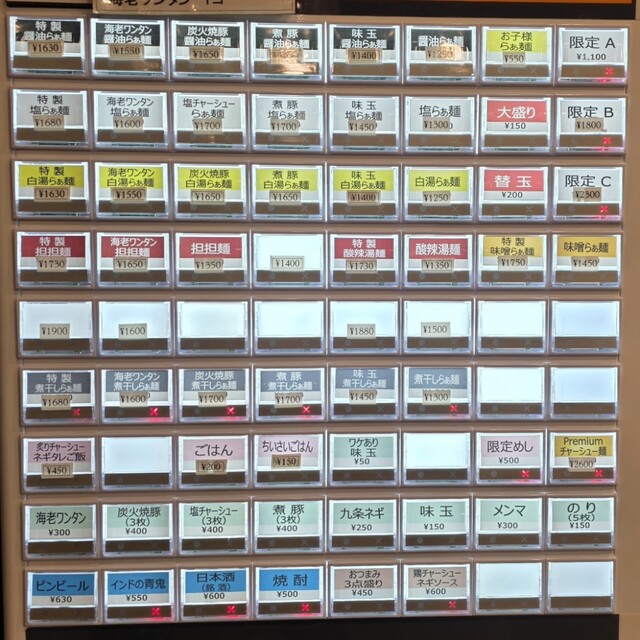 海老ワンタン 1コ
特製
醤油らぁ麺
¥1630
海老ワンタン
醤油らぁ麺
¥1550
炭火焼豚
醤油らぁ麺
¥1650
煮豚
醤油らぁ麺
味玉
醤油らぁ麺
¥1400
醤油らぁ麺
¥1250
お子様
らぁ麺
¥550
限定 A
¥1,100
特製
塩らぁ麺
¥1680
海老ワンタン
塩らぁ麺
¥1600
塩チャーシュー
らぁ麺
¥1700
煮豚
塩らぁ麺
¥1700
味玉
塩らぁ麺
¥1450
塩らぁ麺
¥1300
大盛り
¥150
限定 B
¥1800
特製
白湯らぁ麺
¥1630
海老ワンタン
白湯らぁ麺
¥1550
炭火焼豚
白湯らぁ麺
¥1650
煮豚
白湯らぁ麺
¥1650
味玉
白湯らぁ麺
¥1400
白湯らぁ麺
¥1250
替玉
¥200
限定 C
¥2300
特製
担担麺
¥1730
海老ワンタン
担担麺
¥1650
担担麺
¥1350
¥1400
特製
酸辣湯麺
¥1730
酸辣湯麺
¥1350
特製
味噌らぁ麺
¥1750
味噌らぁ麺
¥1450
¥1900
¥1600
¥1880
¥1500
特製
煮干しらぁ麺
¥1680
海老ワンタン
煮干しらぁ麺
¥1600
炭火焼豚
煮干しらぁ麺
¥1700
煮豚
煮干しらぁ麺
¥1700
味玉
煮干しらぁ麺
¥1450
煮干しらぁ麺
¥1300
炙りチャーシュー
ネギタレご飯
¥450
ごはん
¥200
ちいさいごはん
¥150
ワケあり
味玉
¥50
限定めし
¥500
Premium
チャーシュー麺
¥2600
海老ワンタン
¥300
炭火焼豚
(3枚)
¥400
塩チャーシュー
(3枚)
¥400
煮豚
(3枚)
¥400
九条ネギ
¥250
味玉
¥150
メンマ
¥300
のり
(5枚)
¥150
ビンビール
¥630
インドの青鬼
¥550
日本酒
(銘酒)
¥600
焼酎
¥500
おつまみ
3点盛り
¥450
鶏チャーシュー
ネギソース
¥600